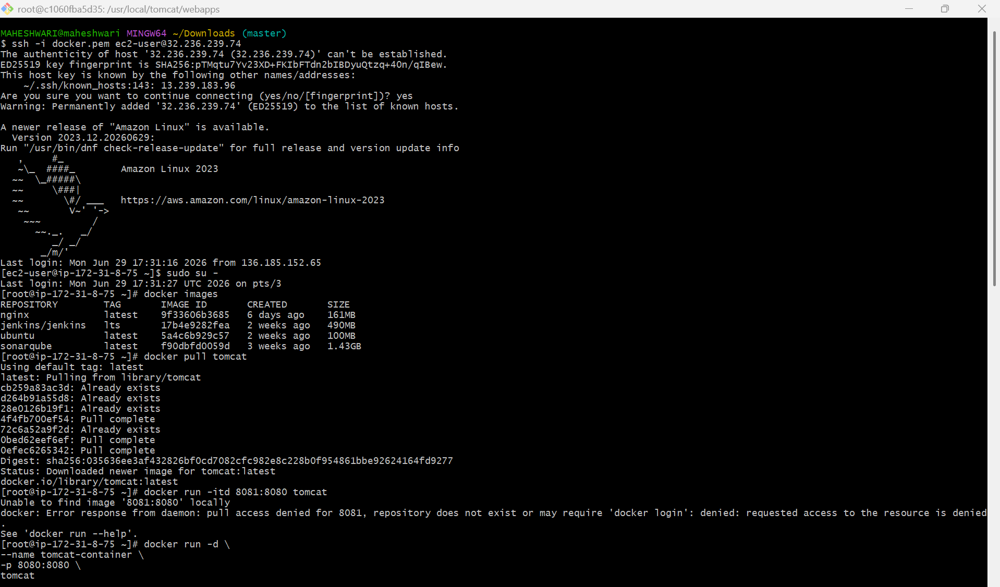 root@c1060fba5d35: /usr/local/tomcat/webapps
MAHESHWARI@maheshwari MINGW64 ~/Downloads (master)
$ ssh -i docker.pem ec2-user@32.236.239.74
The authenticity of host '32.236.239.74 (32.236.239.74)' can't be established.
ED25519 key fingerprint is SHA256:pTMqtu7Yv23XD+FKIbFTdn2bIBDyuQtzq+4On/qIBew.
This host key is known by the following other names/addresses:
    ~/.ssh/known_hosts:143: 13.239.183.96
Are you sure you want to continue connecting (yes/no/[fingerprint])? yes
Warning: Permanently added '32.236.239.74' (ED25519) to the list of known hosts.
A newer release of "Amazon Linux" is available.
  Version 2023.12.20260629:
Run "/usr/bin/dnf check-release-update" for full release and version update info
   ,     #_
   ~\_  ####_        Amazon Linux 2023
  ~~  \_#####\
  ~~     \###|
  ~~       \#/ ___   https://aws.amazon.com/linux/amazon-linux-2023
   ~~       V~' '->
    ~~~         /
      ~~._.   _/
         _/ _/
       _/m/'
Last login: Mon Jun 29 17:31:16 2026 from 136.185.152.65
[ec2-user@ip-172-31-8-75 ~]$ sudo su -
Last login: Mon Jun 29 17:31:27 UTC 2026 on pts/3
[root@ip-172-31-8-75 ~]# docker images
REPOSITORY        TAG       IMAGE ID       CREATED       SIZE
nginx             latest    9f33606b3685   6 days ago    161MB
jenkins/jenkins   lts       17b4e9282fea   2 weeks ago   490MB
ubuntu            latest    5a4c6b929c57   2 weeks ago   100MB
sonarqube         latest    f90dbfd0059d   3 weeks ago   1.43GB
[root@ip-172-31-8-75 ~]# docker pull tomcat
Using default tag: latest
latest: Pulling from library/tomcat
cb259a83ac3d: Already exists
d264b91a55d8: Already exists
28e0126b19f1: Already exists
4f4fb700ef54: Pull complete
72c6a52a9f2d: Already exists
0bed62eef6ef: Pull complete
0efec6265342: Pull complete
Digest: sha256:035636ee3af432826bf0cd7082cfc982e8c228b0f954861bbe92624164fd9277
Status: Downloaded newer image for tomcat:latest
docker.io/library/tomcat:latest
[root@ip-172-31-8-75 ~]# docker run -itd 8081:8080 tomcat
Unable to find image '8081:8080' locally
docker: Error response from daemon: pull access denied for 8081, repository does not exist or may require 'docker login': denied: requested access to the resource is denied
.
See 'docker run --help'.
[root@ip-172-31-8-75 ~]# docker run -d \
--name tomcat-container \
-p 8080:8080 \
tomcat